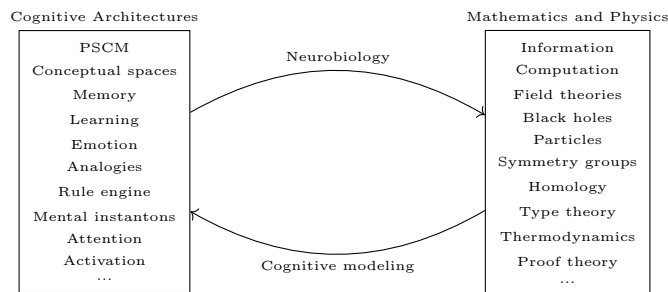 Cognitive Architectures
PSCM
Conceptual spaces
Memory
Learning
Emotion
Analogies
Rule engine
Mental instantons
Attention
Activation
...
Neurobiology
Cognitive modeling
Mathematics and Physics
Information
Computation
Field theories
Black holes
Particles
Symmetry groups
Homology
Type theory
Thermodynamics
Proof theory
...